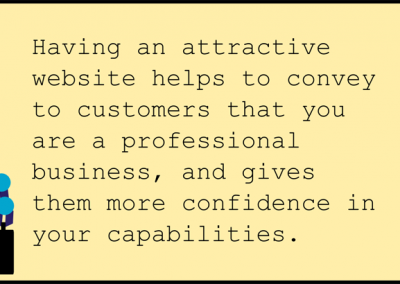 Having an attractive
website helps to convey
to customers that you
are a professional
business, and gives
them more confidence in
your capabilities.